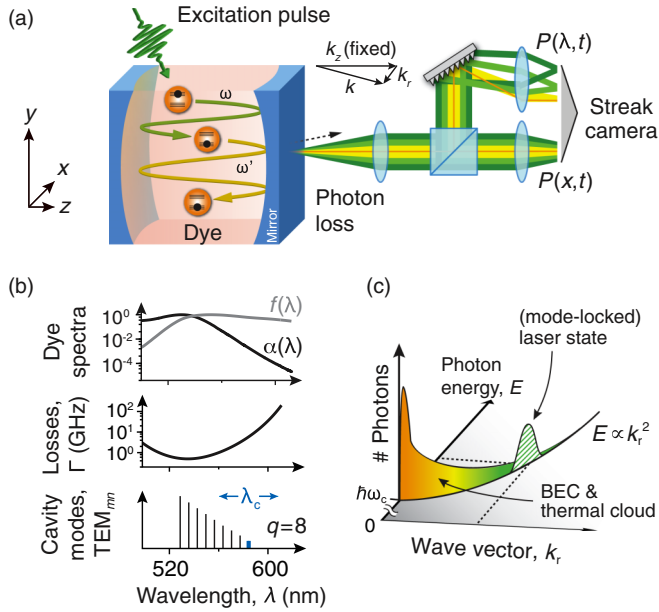 (a)
Excitation pulse
k_z (fixed)
k
k_r
P(λ,t)
ω
ω'
y
x
z
Dye
Mirror
Photon
loss
P(x,t)
Streak
camera
(b)
Dye
spectra
10^0
10^-2
10^-4
f(λ)
α(λ)
Losses,
Γ (GHz)
10^2
10^0
10^0
Cavity
modes,
TEM_mn
λ_c
q=8
520
600
Wavelength, λ (nm)
(c)
# Photons
Photon
energy, E
(mode-locked)
laser state
E ∝ k_r^2
ħω_c
0
BEC &
thermal cloud
Wave vector, k_r